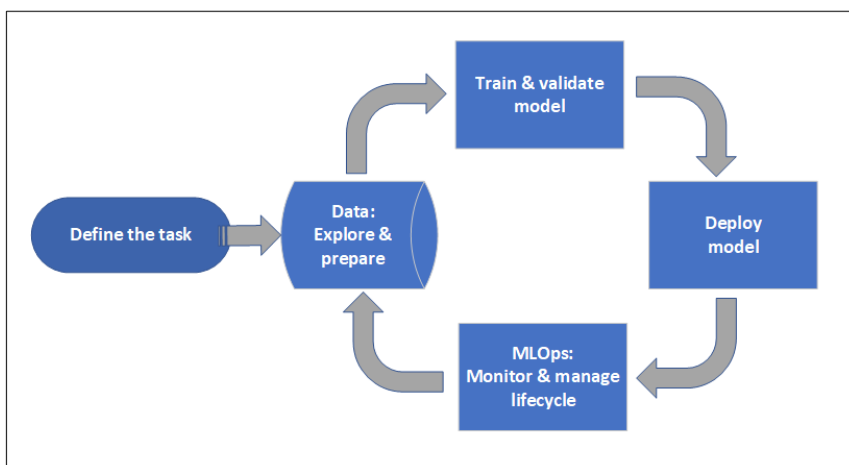 Define the task
Data:
Explore &
prepare
Train & validate
model
Deploy
model
MLOps:
Monitor & manage
lifecycle